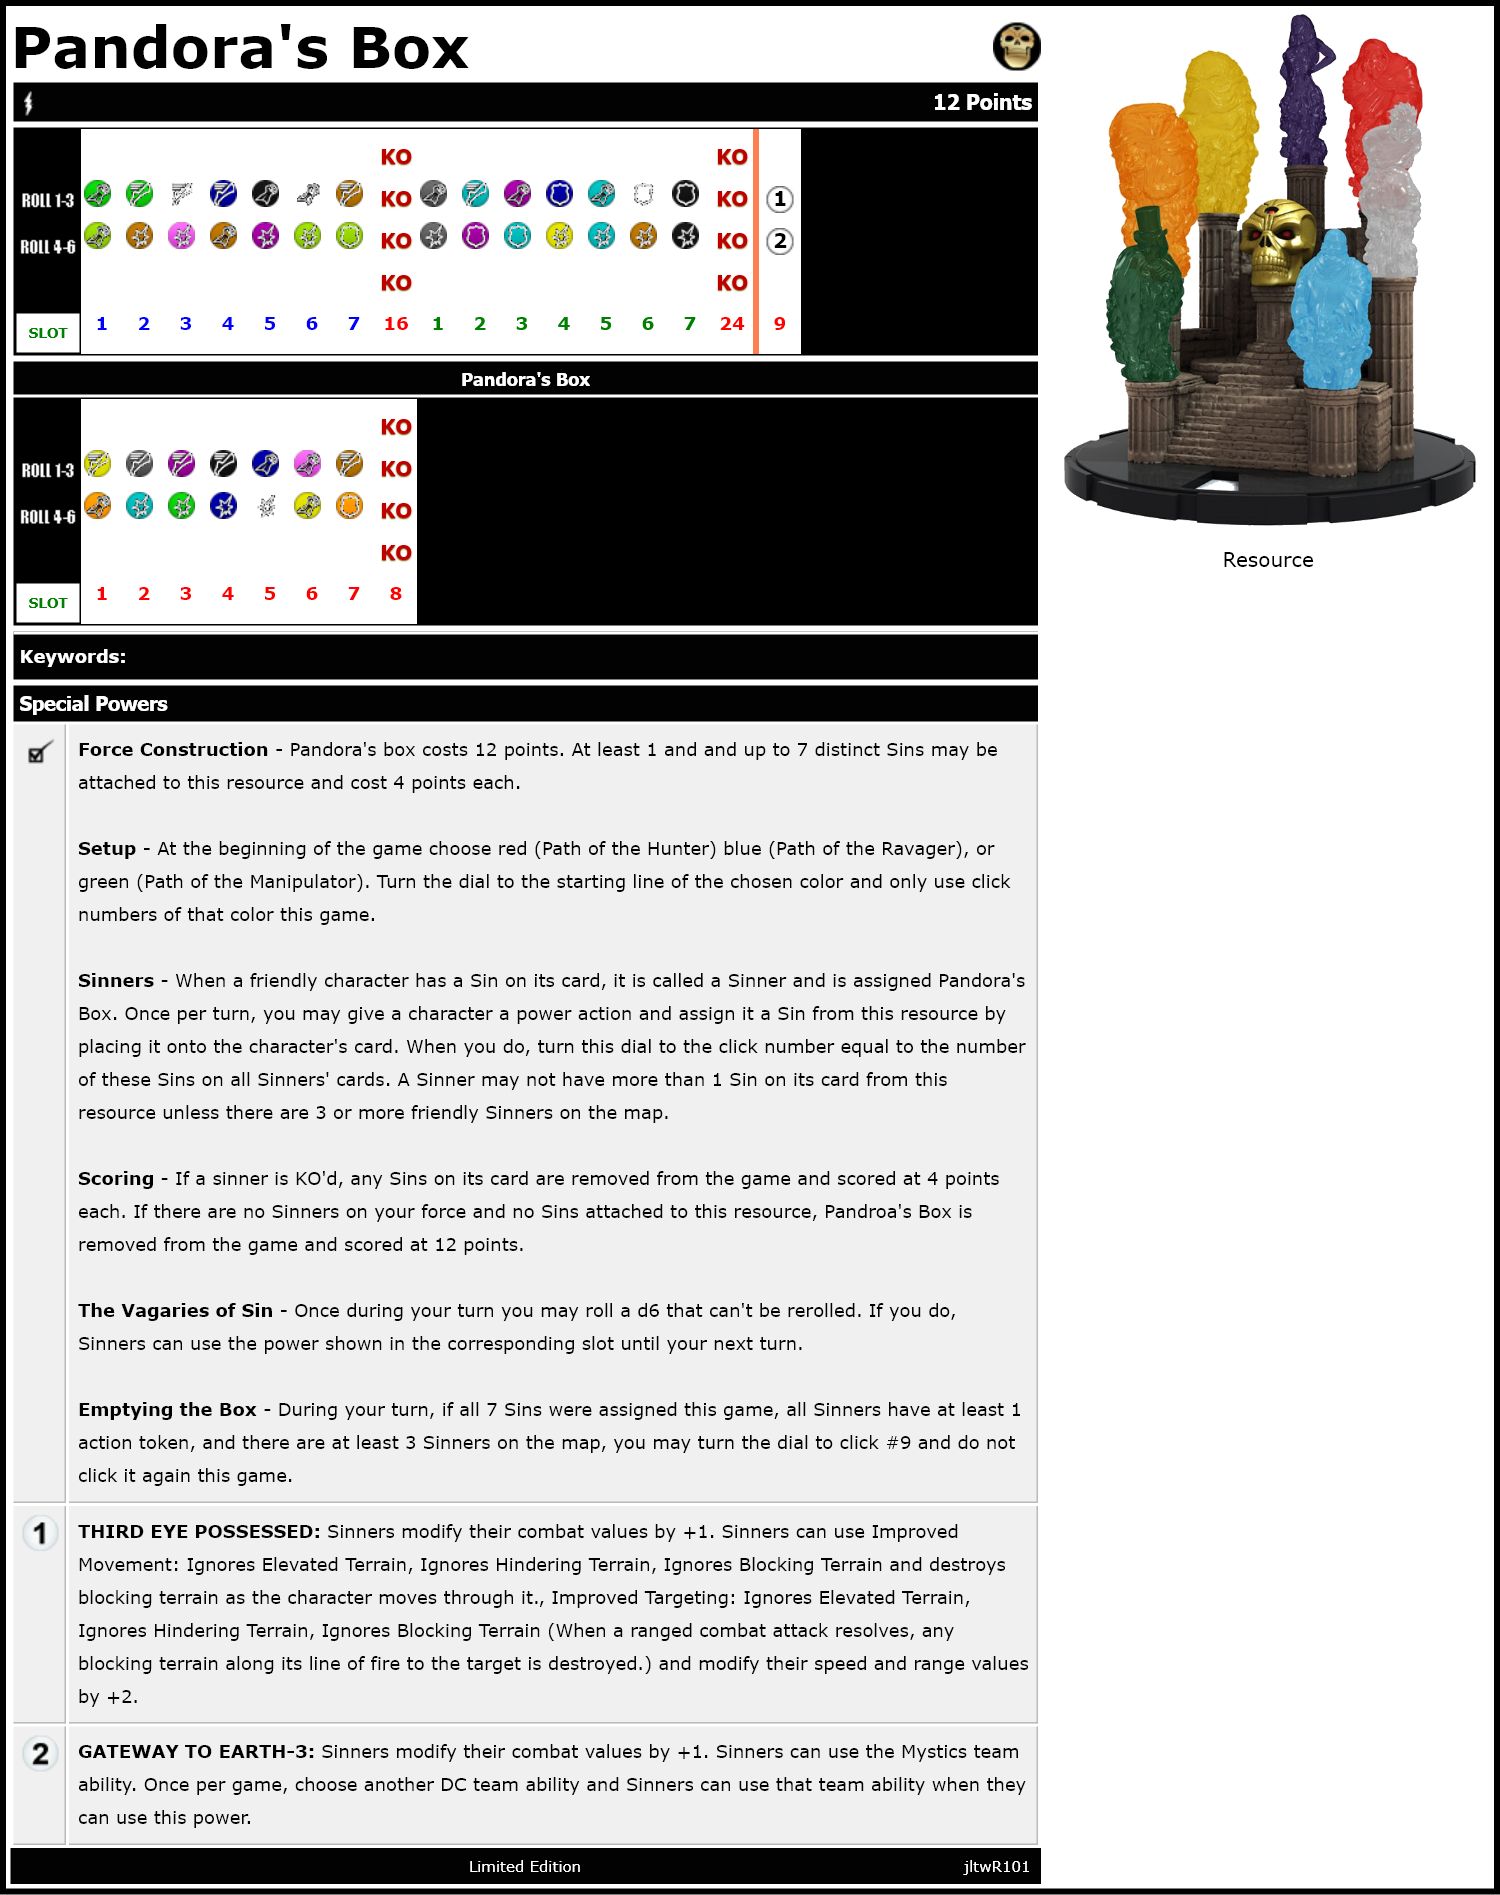 Pandora's Box
12 Points
KO KO
ROLL 1-3 KO KO 1
ROLL 4-6 KO KO 2
KO KO
SLOT 1 2 3 4 5 6 7 16 1 2 3 4 5 6 7 24 9
Pandora's Box
KO
ROLL 1-3 KO
ROLL 4-6 KO
KO
SLOT 1 2 3 4 5 6 7 8
Resource
Keywords:
Special Powers
Force Construction - Pandora's box costs 12 points. At least 1 and and up to 7 distinct Sins may be
attached to this resource and cost 4 points each.
Setup - At the beginning of the game choose red (Path of the Hunter) blue (Path of the Ravager), or
green (Path of the Manipulator). Turn the dial to the starting line of the chosen color and only use click
numbers of that color this game.
Sinners - When a friendly character has a Sin on its card, it is called a Sinner and is assigned Pandora's
Box. Once per turn, you may give a character a power action and assign it a Sin from this resource by
placing it onto the character's card. When you do, turn this dial to the click number equal to the number
of these Sins on all Sinners' cards. A Sinner may not have more than 1 Sin on its card from this
resource unless there are 3 or more friendly Sinners on the map.
Scoring - If a sinner is KO'd, any Sins on its card are removed from the game and scored at 4 points
each. If there are no Sinners on your force and no Sins attached to this resource, Pandroa's Box is
removed from the game and scored at 12 points.
The Vagaries of Sin - Once during your turn you may roll a d6 that can't be rerolled. If you do,
Sinners can use the power shown in the corresponding slot until your next turn.
Emptying the Box - During your turn, if all 7 Sins were assigned this game, all Sinners have at least 1
action token, and there are at least 3 Sinners on the map, you may turn the dial to click #9 and do not
click it again this game.
1 THIRD EYE POSSESSED: Sinners modify their combat values by +1. Sinners can use Improved
Movement: Ignores Elevated Terrain, Ignores Hindering Terrain, Ignores Blocking Terrain and destroys
blocking terrain as the character moves through it., Improved Targeting: Ignores Elevated Terrain,
Ignores Hindering Terrain, Ignores Blocking Terrain (When a ranged combat attack resolves, any
blocking terrain along its line of fire to the target is destroyed.) and modify their speed and range values
by +2.
2 GATEWAY TO EARTH-3: Sinners modify their combat values by +1. Sinners can use the Mystics team
ability. Once per game, choose another DC team ability and Sinners can use that team ability when they
can use this power.
Limited Edition
jltwR101